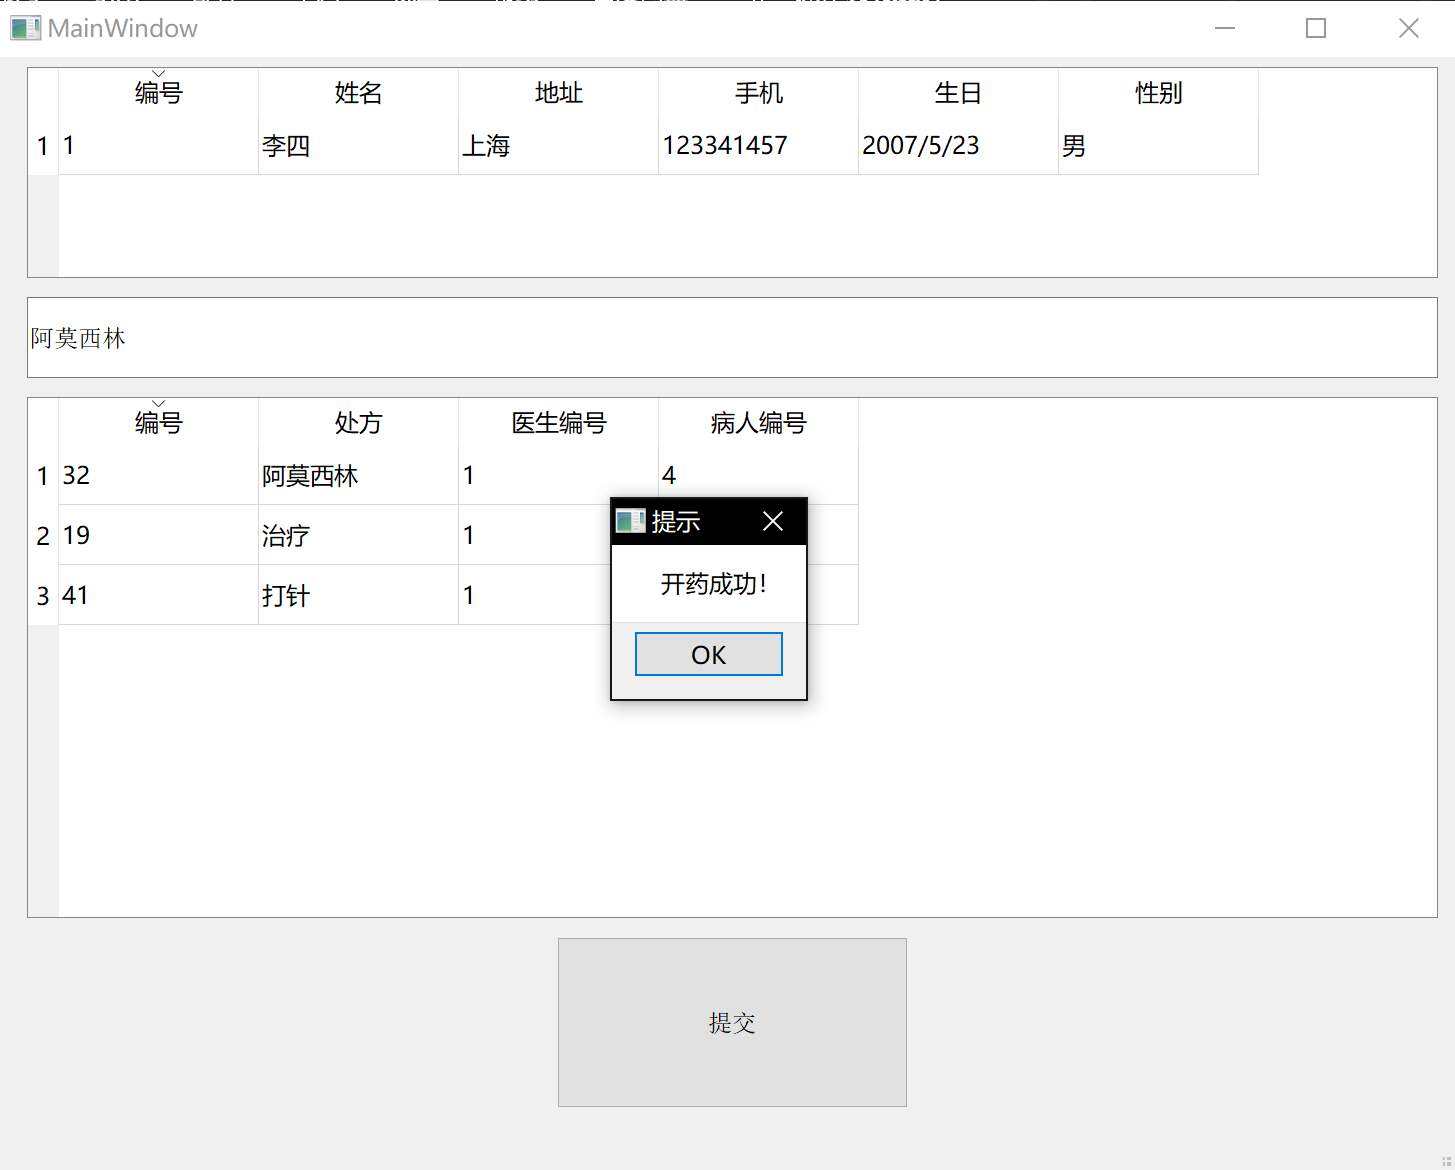 MainWindow
编号 姓名 地址 手机 生日 性别
1 1 李四 上海 123341457 2007/5/23 男
阿莫西林
编号 处方 医生编号 病人编号
1 32 阿莫西林 1 4
2 19 治疗 1
3 41 打针 1
提示
开药成功！
OK
提交